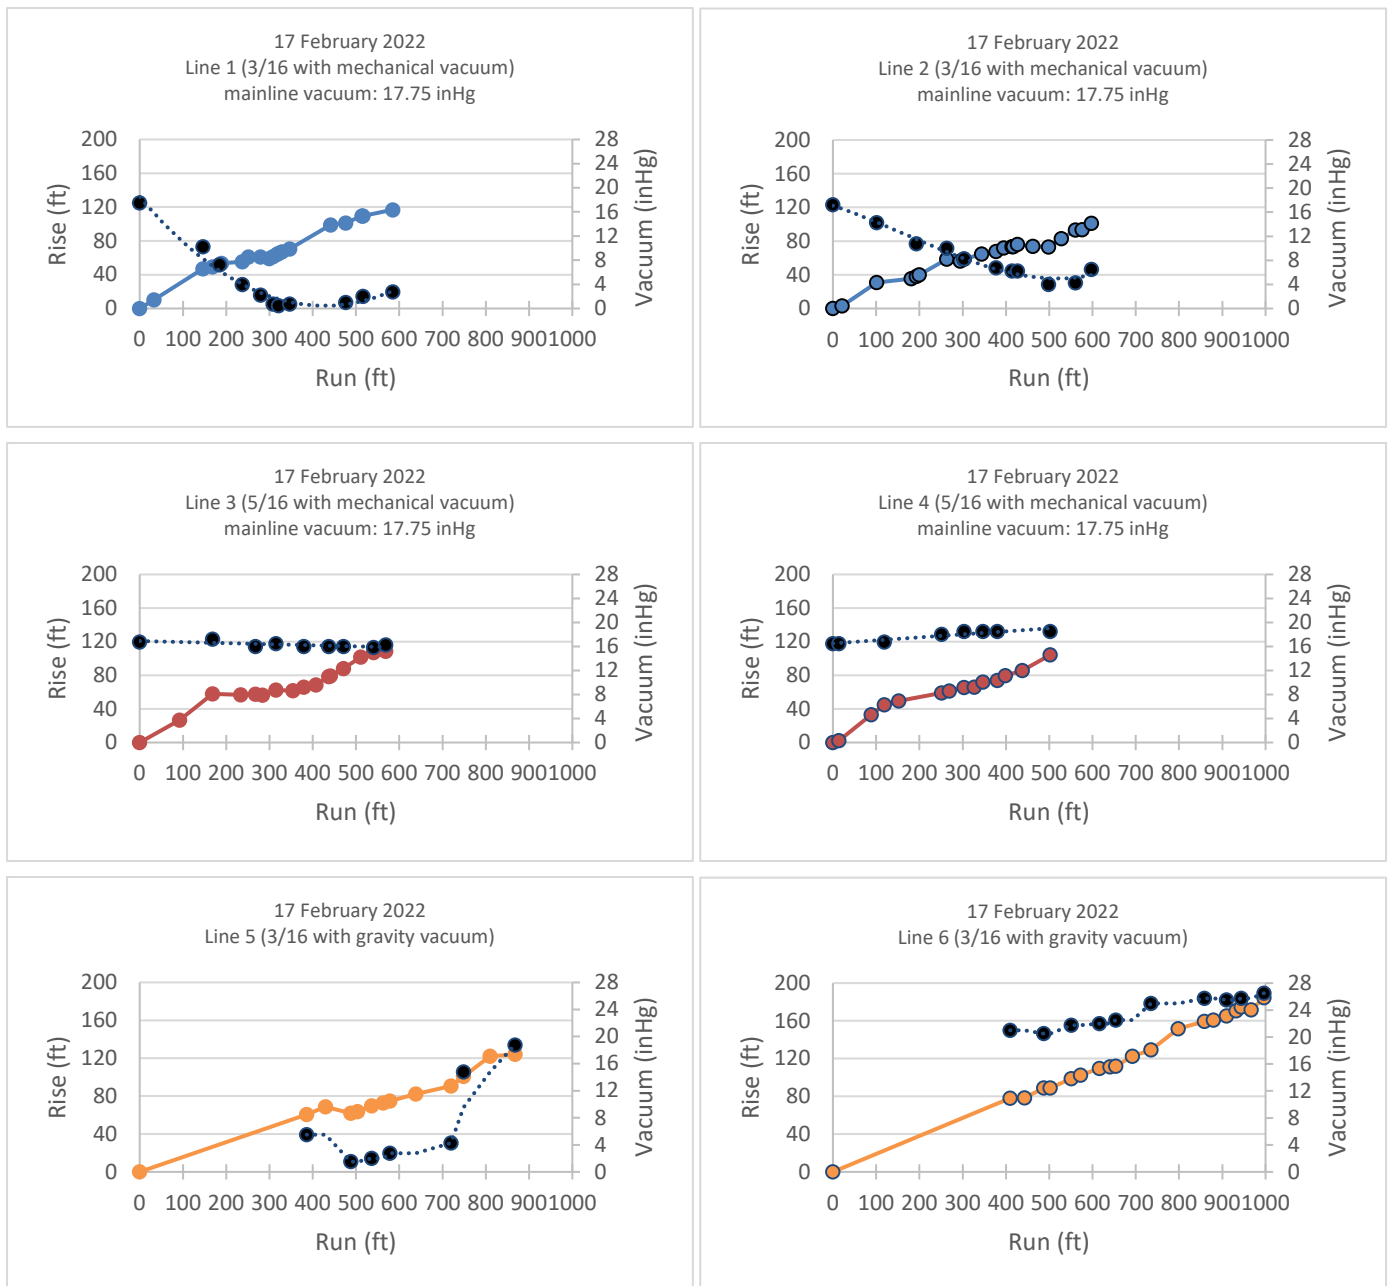 17 February 2022
Line 1 (3/16 with mechanical vacuum)
mainline vacuum: 17.75 inHg
200
160
120
80
40
0
28
24
20
16
12
8
4
0
0 100 200 300 400 500 600 700 800 9001000
Rise (ft)
Vacuum (inHg)
Run (ft)
17 February 2022
Line 2 (3/16 with mechanical vacuum)
mainline vacuum: 17.75 inHg
200
160
120
80
40
0
28
24
20
16
12
8
4
0
0 100 200 300 400 500 600 700 800 9001000
Rise (ft)
Vacuum (inHg)
Run (ft)
17 February 2022
Line 3 (5/16 with mechanical vacuum)
mainline vacuum: 17.75 inHg
200
160
120
80
40
0
28
24
20
16
12
8
4
0
0 100 200 300 400 500 600 700 800 9001000
Rise (ft)
Vacuum (inHg)
Run (ft)
17 February 2022
Line 4 (5/16 with mechanical vacuum)
mainline vacuum: 17.75 inHg
200
160
120
80
40
0
28
24
20
16
12
8
4
0
0 100 200 300 400 500 600 700 800 9001000
Rise (ft)
Vacuum (inHg)
Run (ft)
17 February 2022
Line 5 (3/16 with gravity vacuum)
200
160
120
80
40
0
28
24
20
16
12
8
4
0
0 100 200 300 400 500 600 700 800 9001000
Rise (ft)
Vacuum (inHg)
Run (ft)
17 February 2022
Line 6 (3/16 with gravity vacuum)
200
160
120
80
40
0
28
24
20
16
12
8
4
0
0 100 200 300 400 500 600 700 800 9001000
Rise (ft)
Vacuum (inHg)
Run (ft)